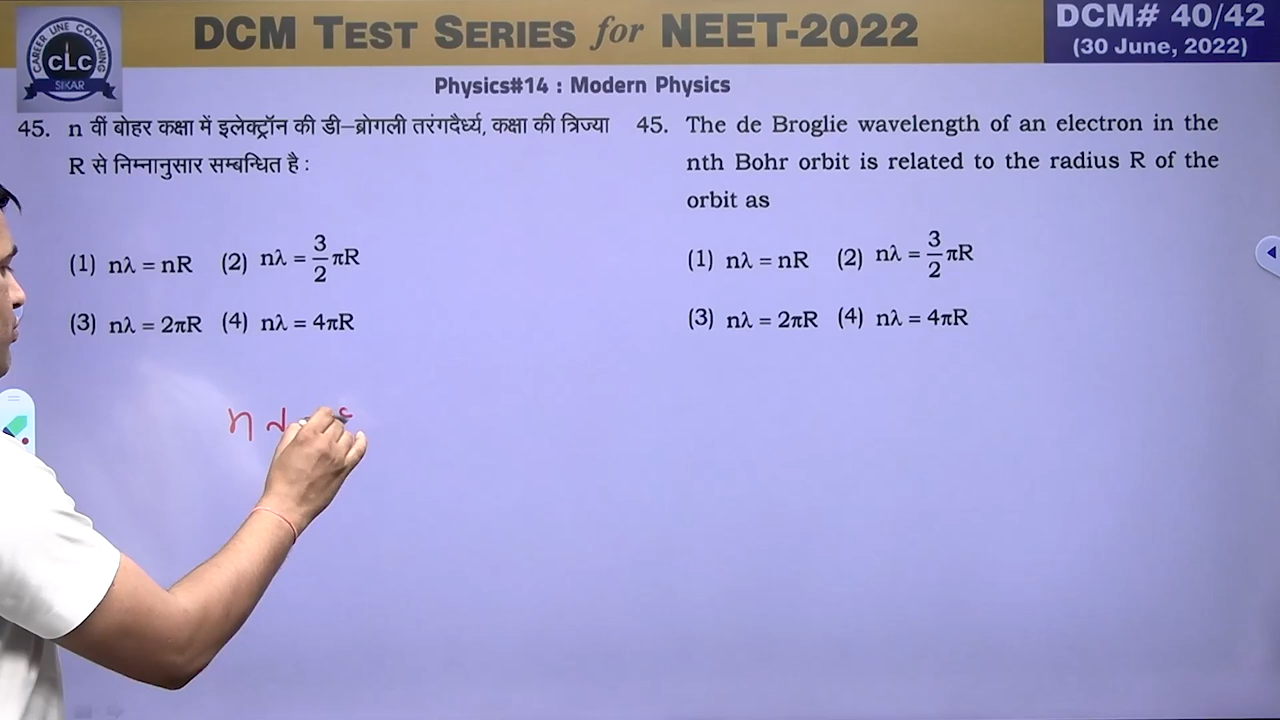 CAREER LINE COACHING
CLC
SIKAR
DCM TEST SERIES for NEET-2022
DCM# 40/42
(30 June, 2022)
Physics#14 : Modern Physics
45. n वीं बोहर कक्षा में इलेक्ट्रॉन की डी–ब्रोगली तरंगदैर्ध्य, कक्षा की त्रिज्या
R से निम्नानुसार सम्बन्धित है :
(1) nλ = nR (2) nλ = 3/2 πR
(3) nλ = 2πR (4) nλ = 4πR
45. The de Broglie wavelength of an electron in the
nth Bohr orbit is related to the radius R of the
orbit as
(1) nλ = nR (2) nλ = 3/2 πR
(3) nλ = 2πR (4) nλ = 4πR
n